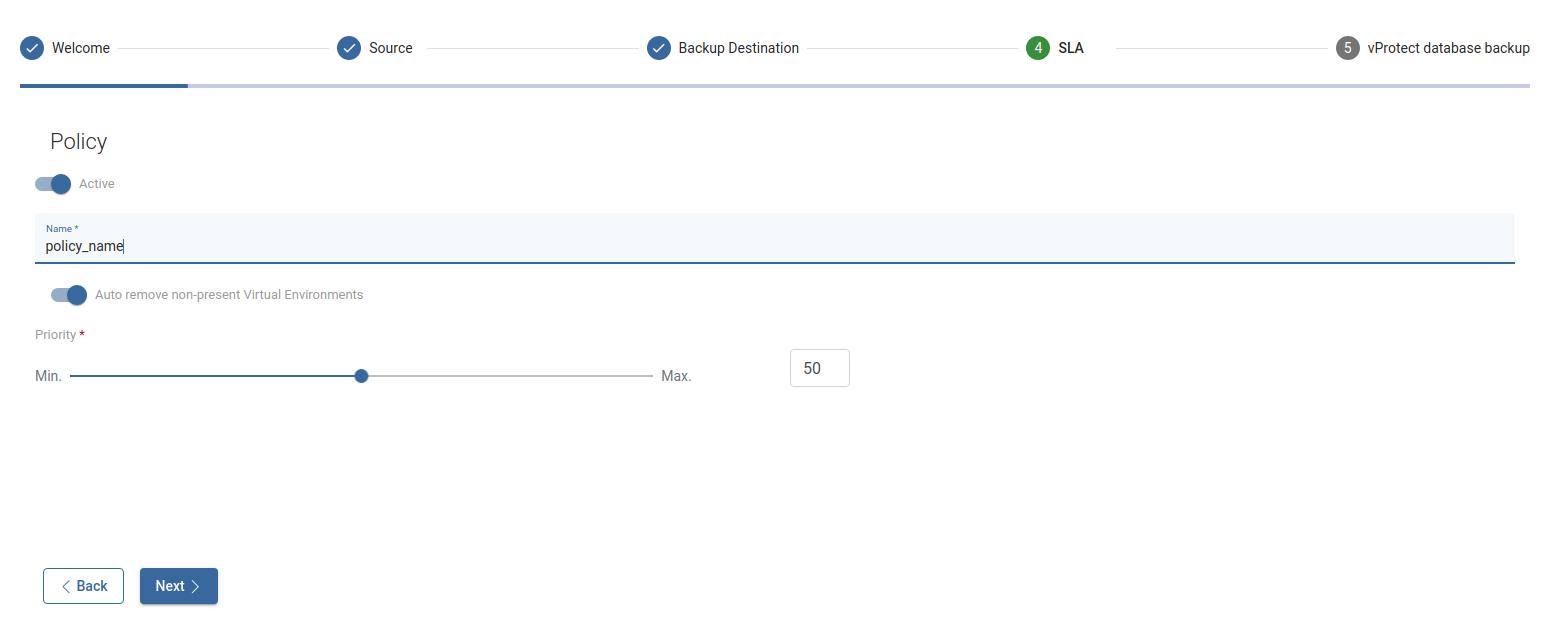 Welcome
Source
Backup Destination
4 SLA
5 vProtect database backup
Policy
Active
Name *
policy_name
Auto remove non-present Virtual Environments
Priority *
Min.
Max.
50
Back
Next